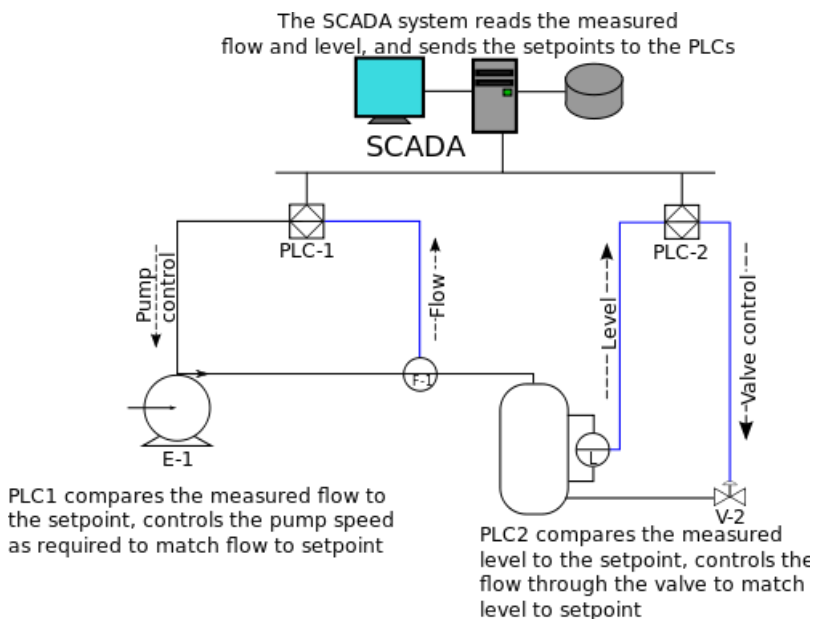 The SCADA system reads the measured
flow and level, and sends the setpoints to the PLCs
SCADA
PLC-1
PLC-2
Pump
control
Flow
Level
Valve control
F-1
E-1
L
V-2
PLC1 compares the measured flow to
the setpoint, controls the pump speed
as required to match flow to setpoint
PLC2 compares the measured
level to the setpoint, controls the
flow through the valve to match
level to setpoint